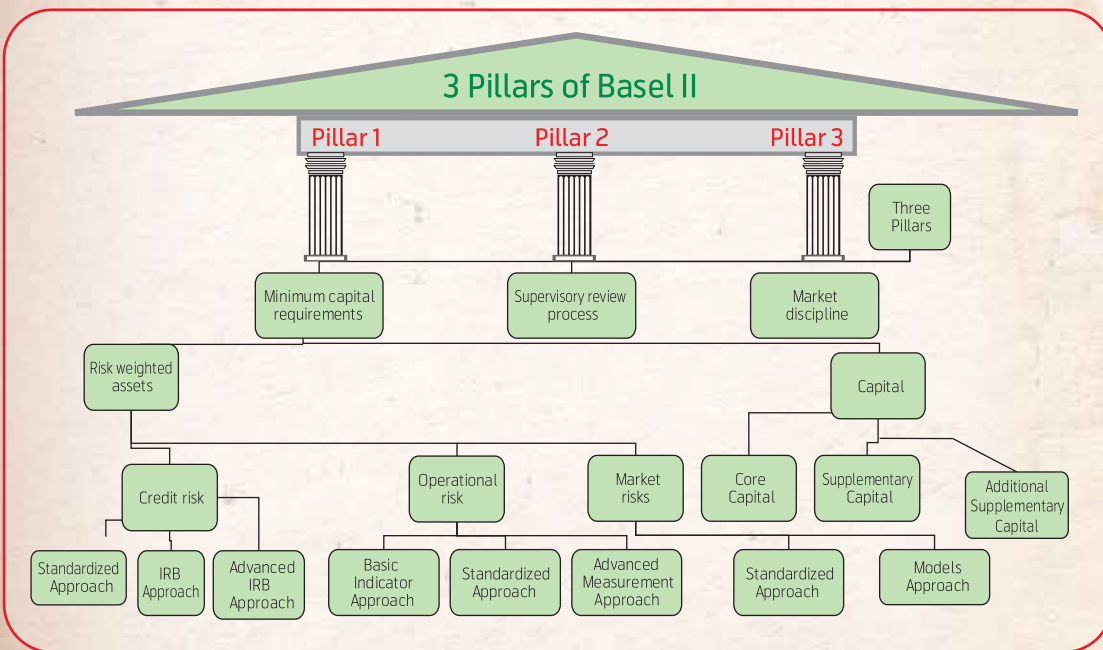 3 Pillars of Basel II
Pillar 1
Pillar 2
Pillar 3
Three
Pillars
Minimum capital
requirements
Supervisory review
process
Market
discipline
Risk weighted
assets
Capital
Credit risk
Operational
risk
Market
risks
Core
Capital
Supplementary
Capital
Additional
Supplementary
Capital
Standardized
Approach
IRB
Approach
Advanced
IRB
Approach
Basic
Indicator
Approach
Standardized
Approach
Advanced
Measurement
Approach
Standardized
Approach
Models
Approach